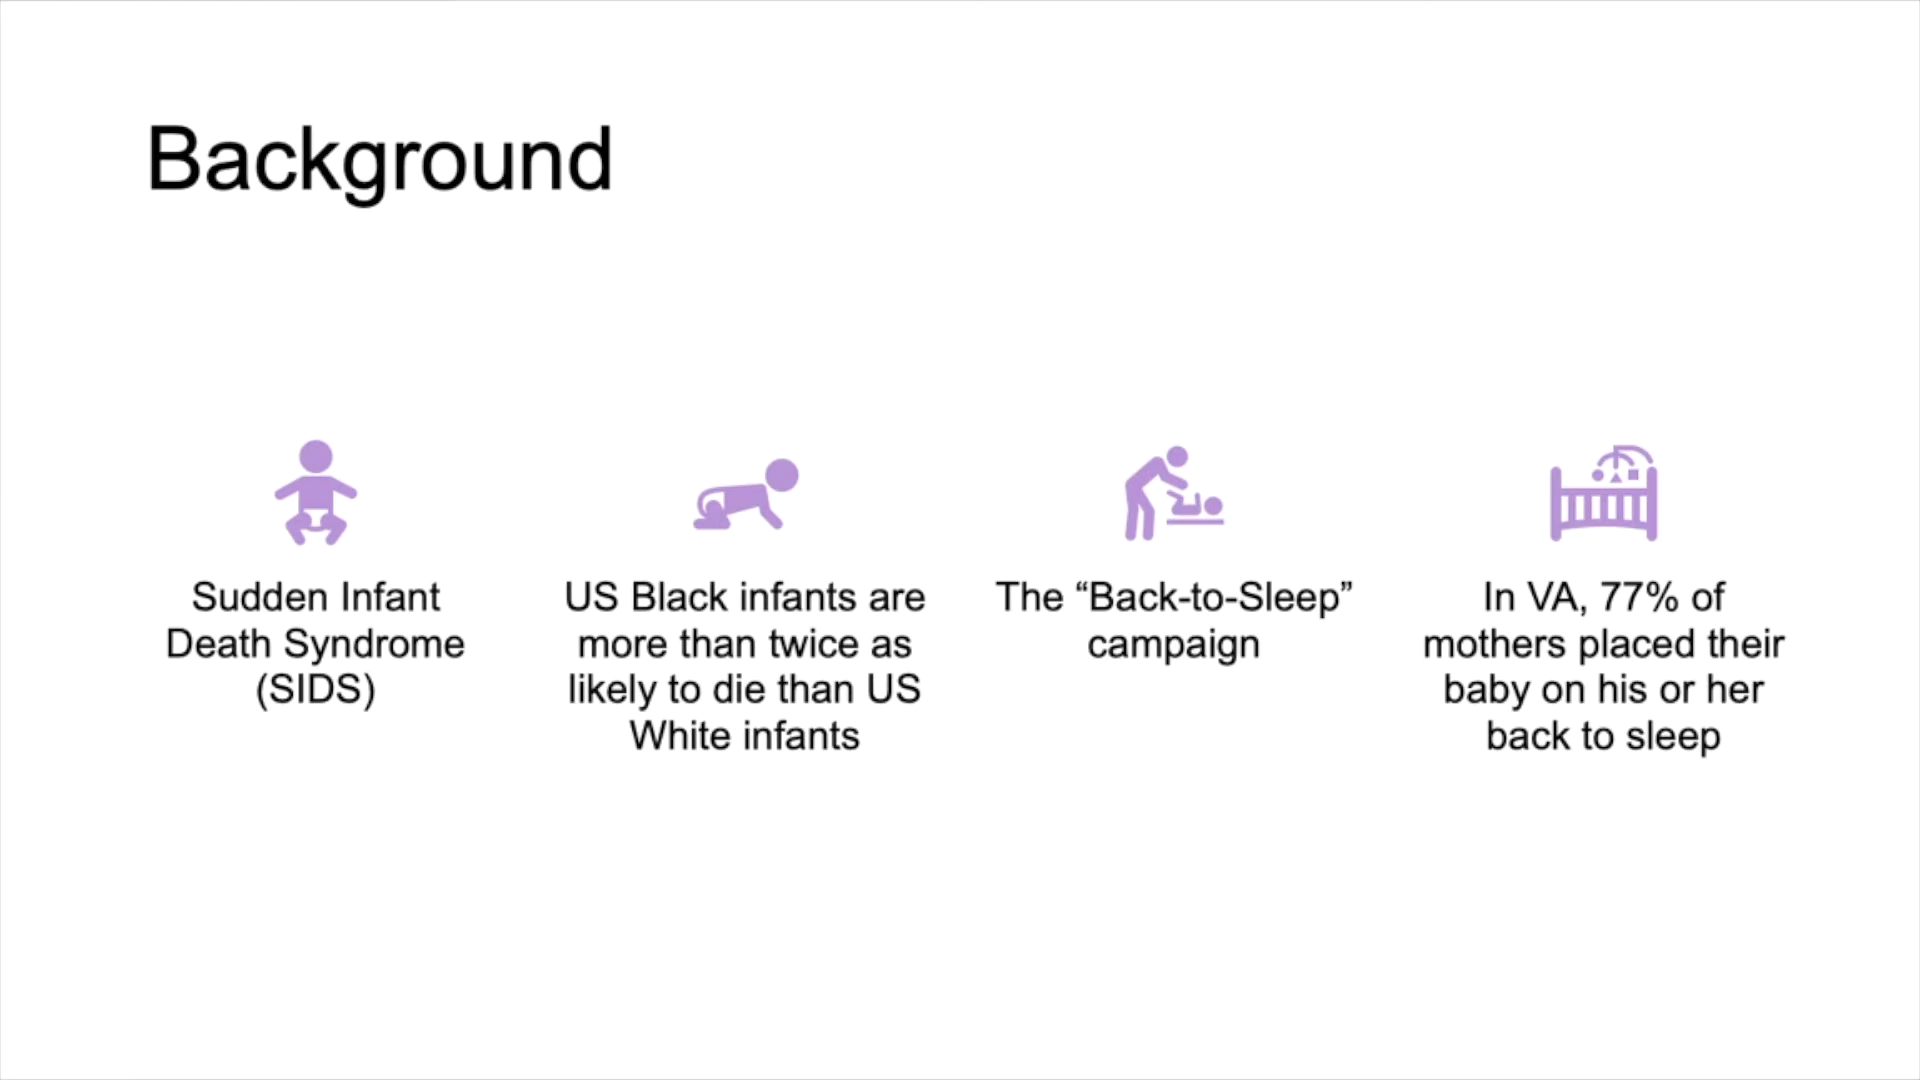 Background
Sudden Infant
Death Syndrome
(SIDS)
US Black infants are
more than twice as
likely to die than US
White infants
The “Back-to-Sleep”
campaign
In VA, 77% of
mothers placed their
baby on his or her
back to sleep